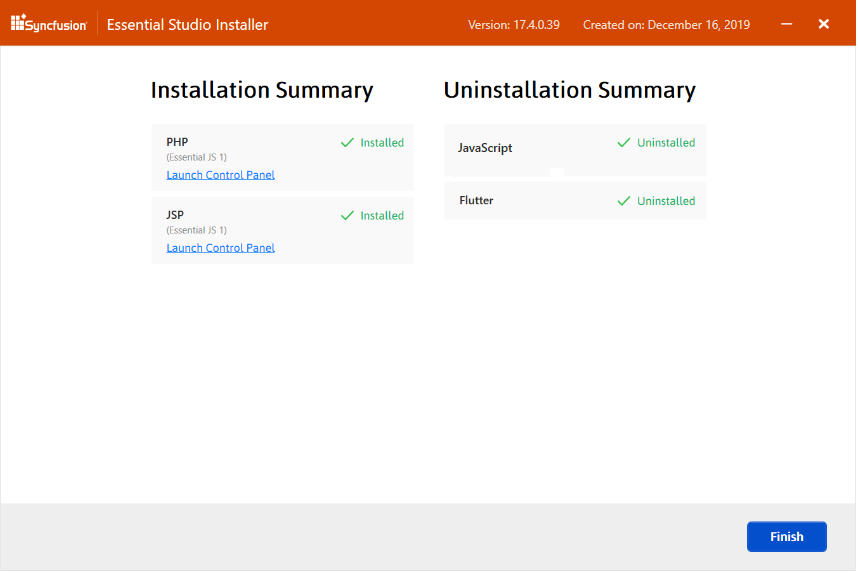 Syncfusion
Essential Studio Installer
Version: 17.4.0.39
Created on: December 16, 2019
Installation Summary
PHP
Installed
(Essential JS 1)
Launch Control Panel
JSP
Installed
(Essential JS 1)
Launch Control Panel
Uninstallation Summary
JavaScript
Uninstalled
Flutter
Uninstalled
Finish